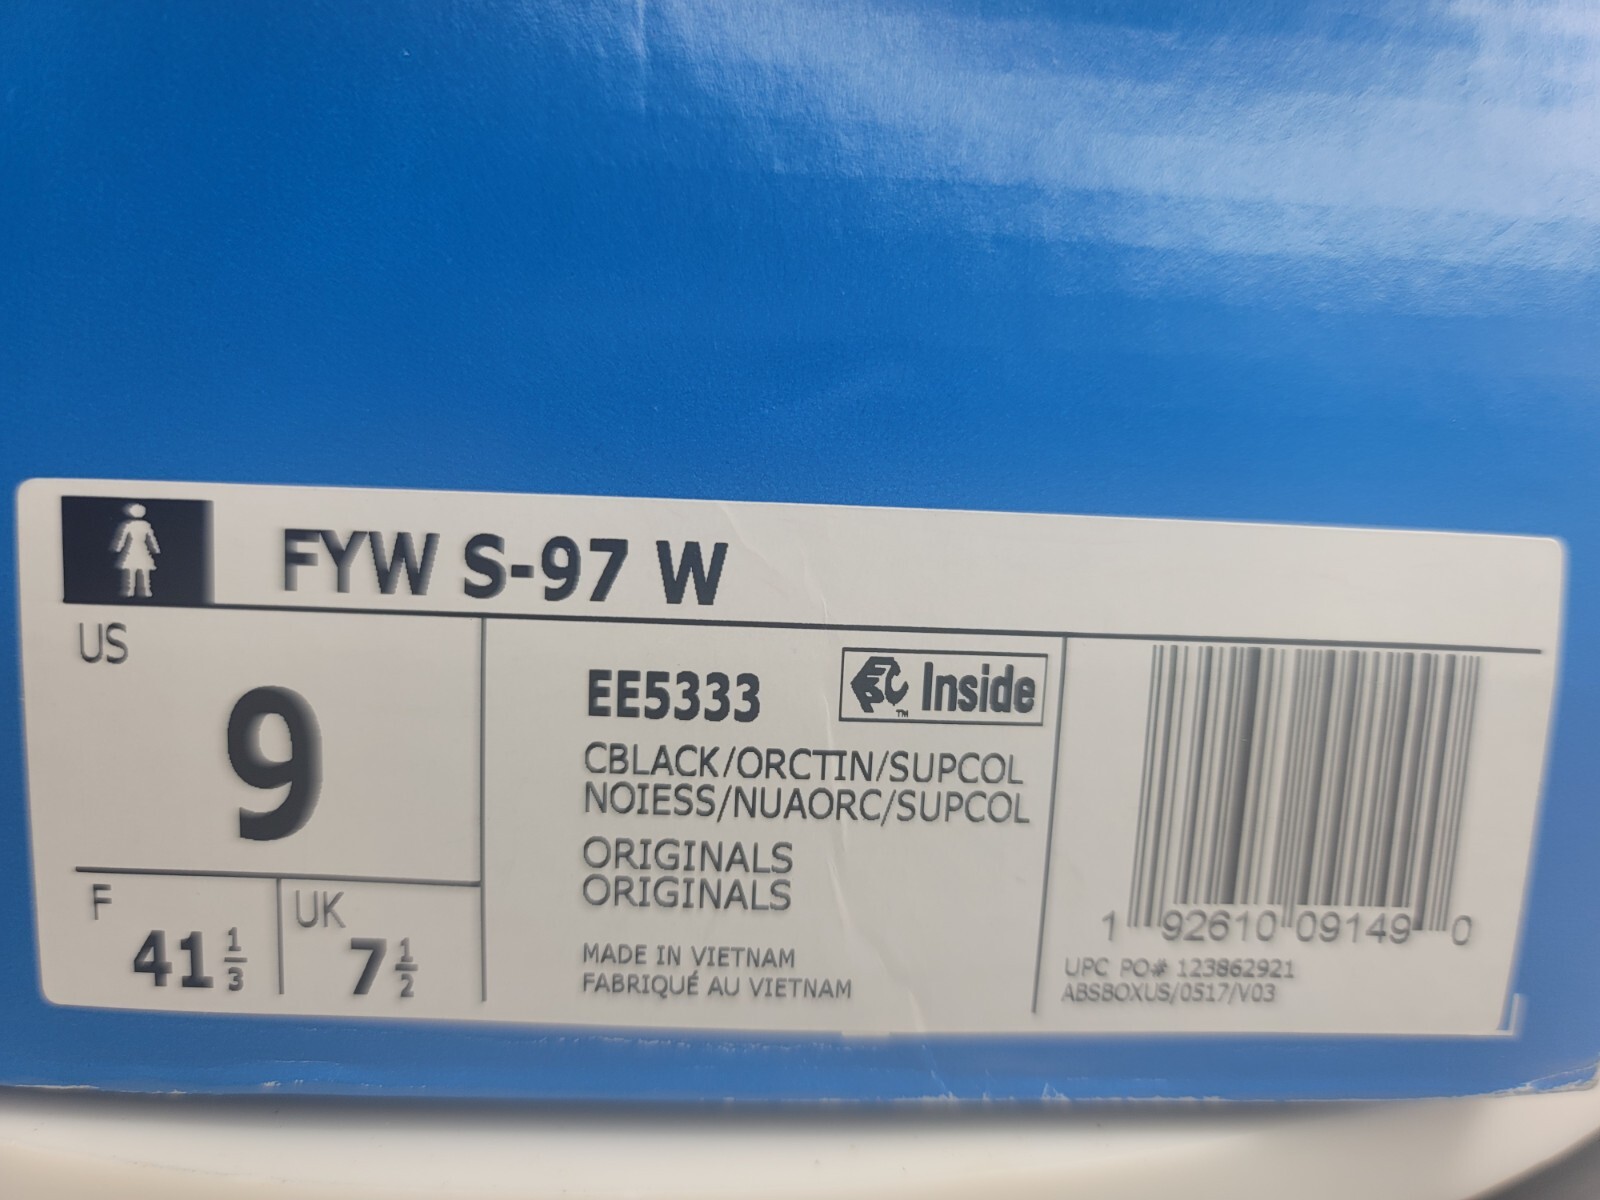 FYW S-97 W
US
9
F
41 1/3
UK
7 1/2
EE5333
Inside
CBLACK/ORCTIN/SUPCOL
NOIESS/NUAORC/SUPCOL
ORIGINALS
ORIGINALS
MADE IN VIETNAM
FABRIQUÉ AU VIETNAM
1 92610 09149 0
UPC PO# 123862921
ABSBOXUS/0517/V03